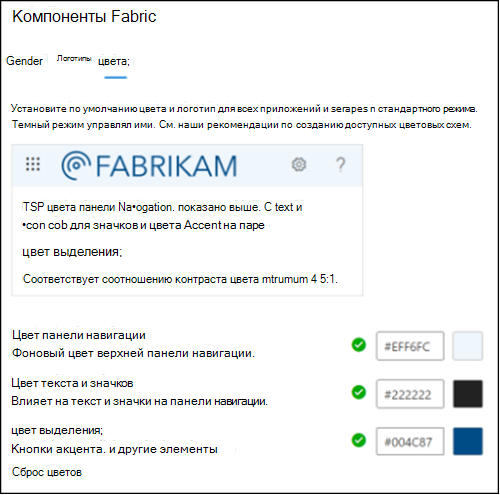 Компоненты Fabric
Gender Логотипы цвета;
Установите по умолчанию цвета и логотип для всех приложений и serapes n стандартного режима.
Темный режим управлял ими. См. наши рекомендации по созданию доступных цветовых схем.
FABRIKAM ?
TSP цвета панели Na•ogation. показано выше. С text и
•con cob для значков и цвета Accent на паре
цвет выделения;
Соответствует соотношению контраста цвета mtrumum 4 5:1.
Цвет панели навигации
Фоновый цвет верхней панели навигации.
#EFF6FC
Цвет текста и значков
Влияет на текст и значки на панели навигации.
#222222
цвет выделения;
Кнопки акцента. и другие элементы
#004C87
Сброс цветов